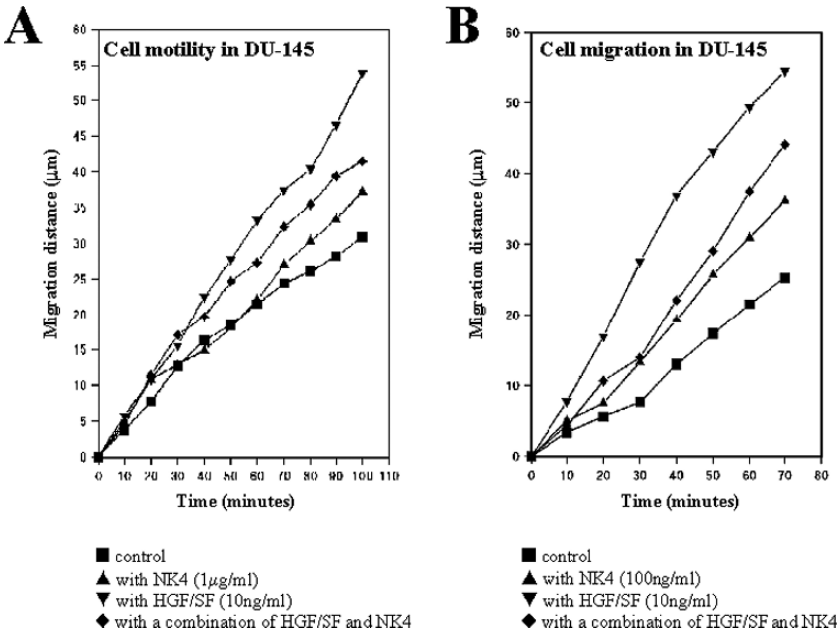 A
Cell motility in DU-145
60
55
50
45
40
35
30
25
20
15
10
5
0
Migration distance (μm)
0 10 20 30 40 50 60 70 80 90 100 110
Time (minutes)
■ control
▲ with NK4 (1μg/ml)
▼ with HGF/SF (10ng/ml)
◆ with a combination of HGF/SF and NK4
B
Cell migration in DU-145
60
50
40
30
20
10
0
Migration distance (μm)
0 10 20 30 40 50 60 70 80
Time (minutes)
■ control
▲ with NK4 (100ng/ml)
▼ with HGF/SF (10ng/ml)
◆ with a combination of HGF/SF and NK4